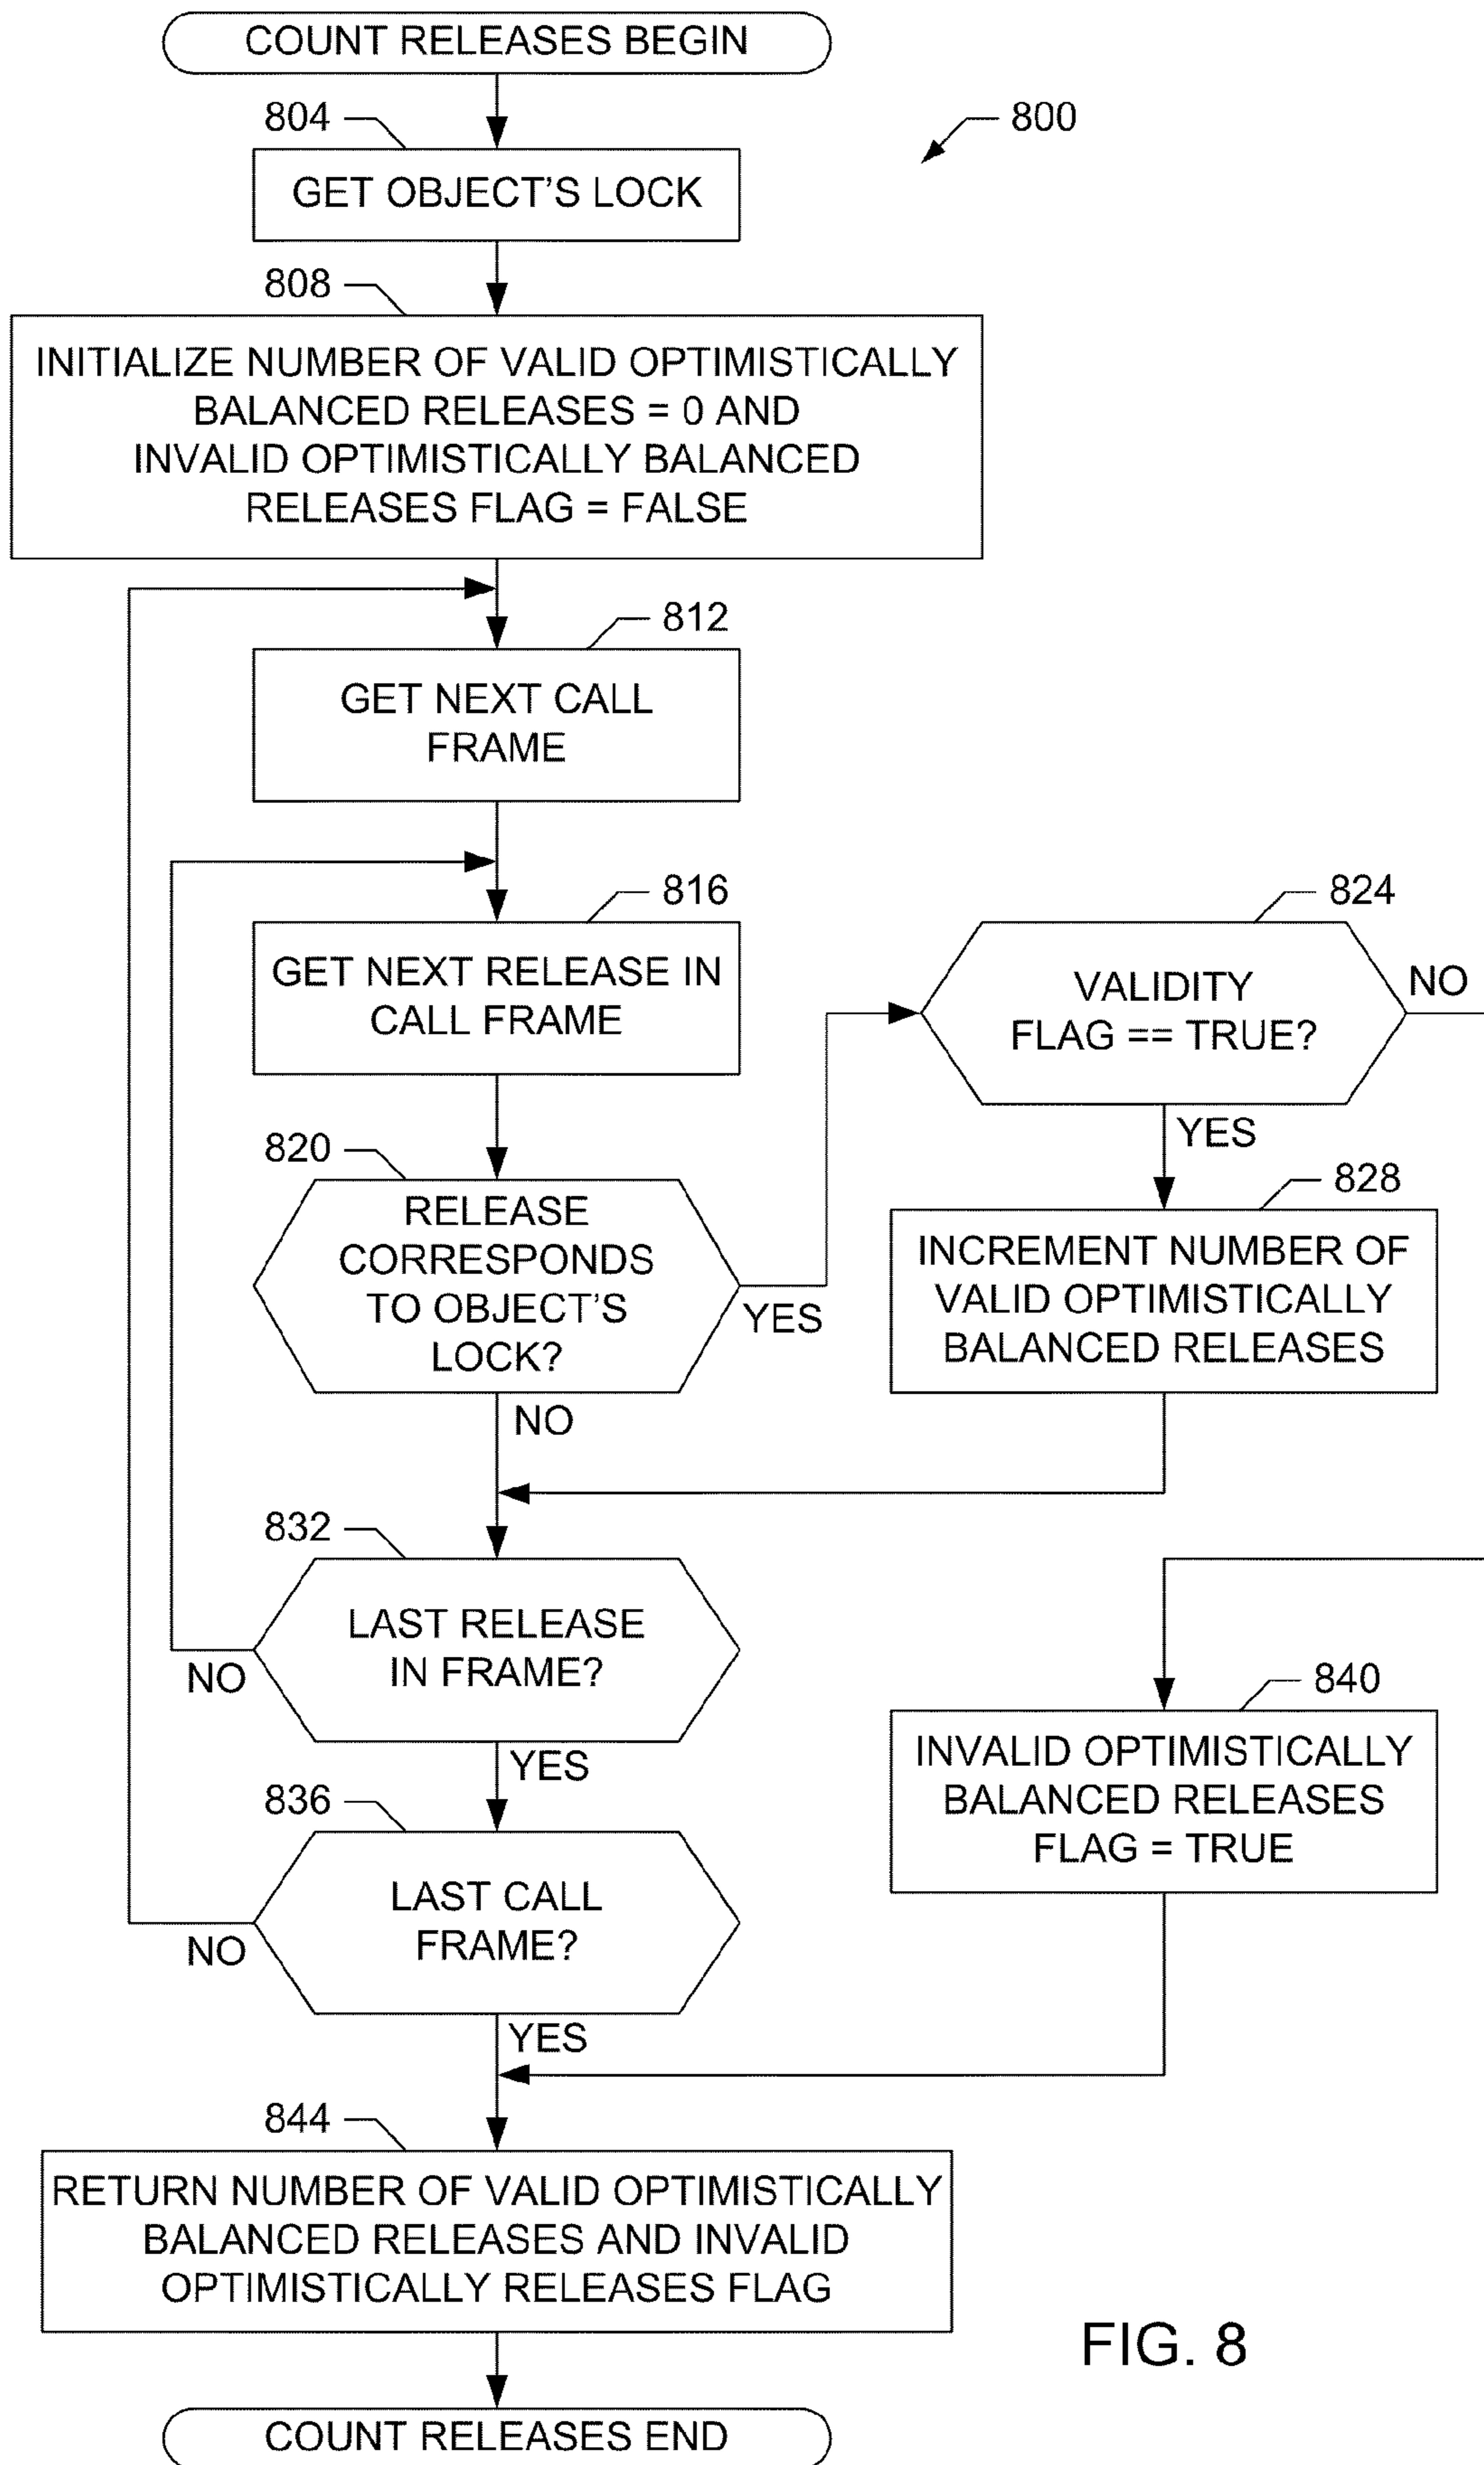 COUNT RELEASES BEGIN
804
800
GET OBJECT'S LOCK
808
INITIALIZE NUMBER OF VALID OPTIMISTICALLY
BALANCED RELEASES = 0 AND
INVALID OPTIMISTICALLY BALANCED
RELEASES FLAG = FALSE
812
GET NEXT CALL
FRAME
816
GET NEXT RELEASE IN
CALL FRAME
824
VALIDITY
FLAG == TRUE?
NO
YES
820
RELEASE
CORRESPONDS
TO OBJECT'S
LOCK?
YES
NO
828
INCREMENT NUMBER OF
VALID OPTIMISTICALLY
BALANCED RELEASES
832
LAST RELEASE
IN FRAME?
NO
YES
840
INVALID OPTIMISTICALLY
BALANCED RELEASES
FLAG = TRUE
836
LAST CALL
FRAME?
NO
YES
844
RETURN NUMBER OF VALID OPTIMISTICALLY
BALANCED RELEASES AND INVALID
OPTIMISTICALLY RELEASES FLAG
COUNT RELEASES END
FIG. 8